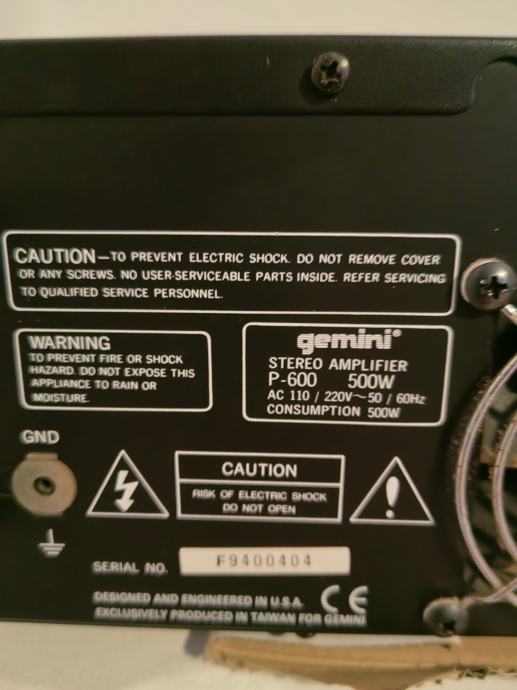 CAUTION—TO PREVENT ELECTRIC SHOCK. DO NOT REMOVE COVER
OR ANY SCREWS. NO USER-SERVICEABLE PARTS INSIDE. REFER SERVICING
TO QUALIFIED SERVICE PERSONNEL.
WARNING
TO PREVENT FIRE OR SHOCK
HAZARD. DO NOT EXPOSE THIS
APPLIANCE TO RAIN OR
MOISTURE.
gemini®
STEREO AMPLIFIER
P-600 500W
AC 110 / 220V~50 / 60Hz
CONSUMPTION 500W
GND
CAUTION
RISK OF ELECTRIC SHOCK
DO NOT OPEN
SERIAL NO. F9400404
DESIGNED AND ENGINEERED IN U.S.A. CE
EXCLUSIVELY PRODUCED IN TAIWAN FOR GEMINI